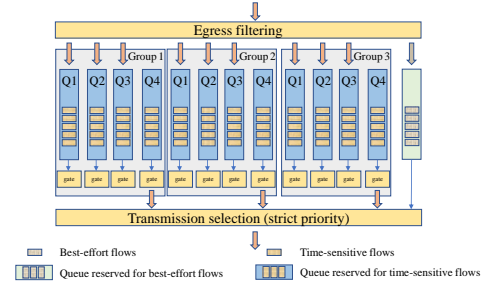 Egress filtering
Group 1 Group 2 Group 3
Q1 Q2 Q3 Q4 Q1 Q2 Q3 Q4 Q1 Q2 Q3 Q4
gate gate gate gate gate gate gate gate gate gate gate gate
Transmission selection (strict priority)
Best-effort flows Time-sensitive flows
Queue reserved for best-effort flows Queue reserved for time-sensitive flows